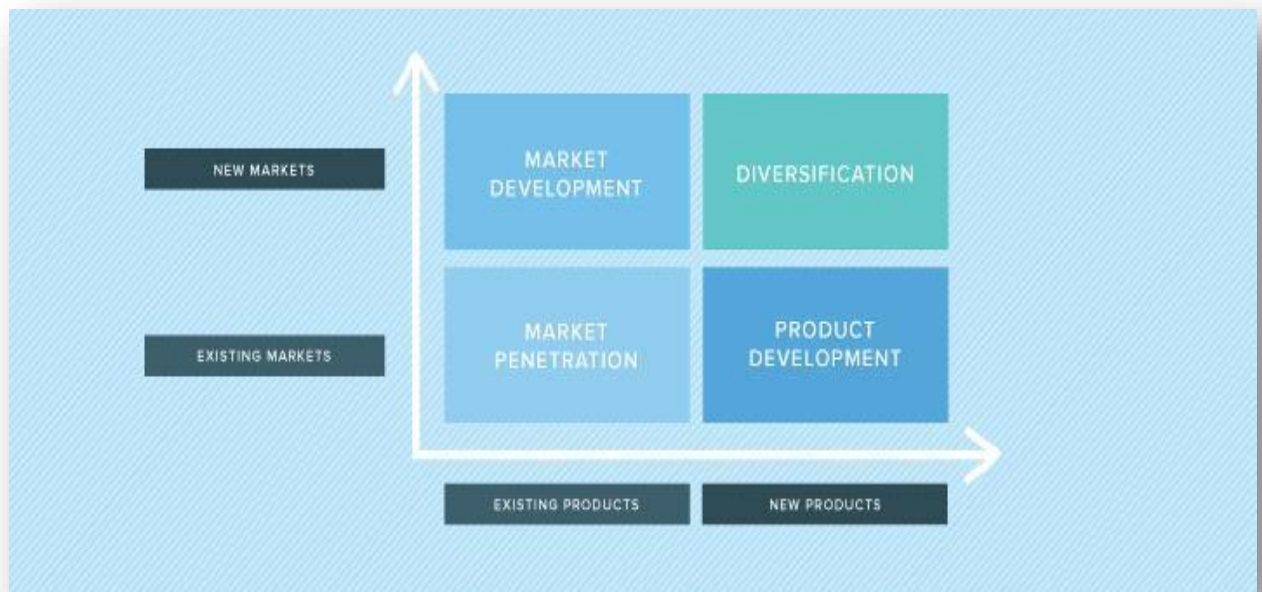 NEW MARKETS
MARKET
DEVELOPMENT
DIVERSIFICATION
EXISTING MARKETS
MARKET
PENETRATION
PRODUCT
DEVELOPMENT
EXISTING PRODUCTS
NEW PRODUCTS